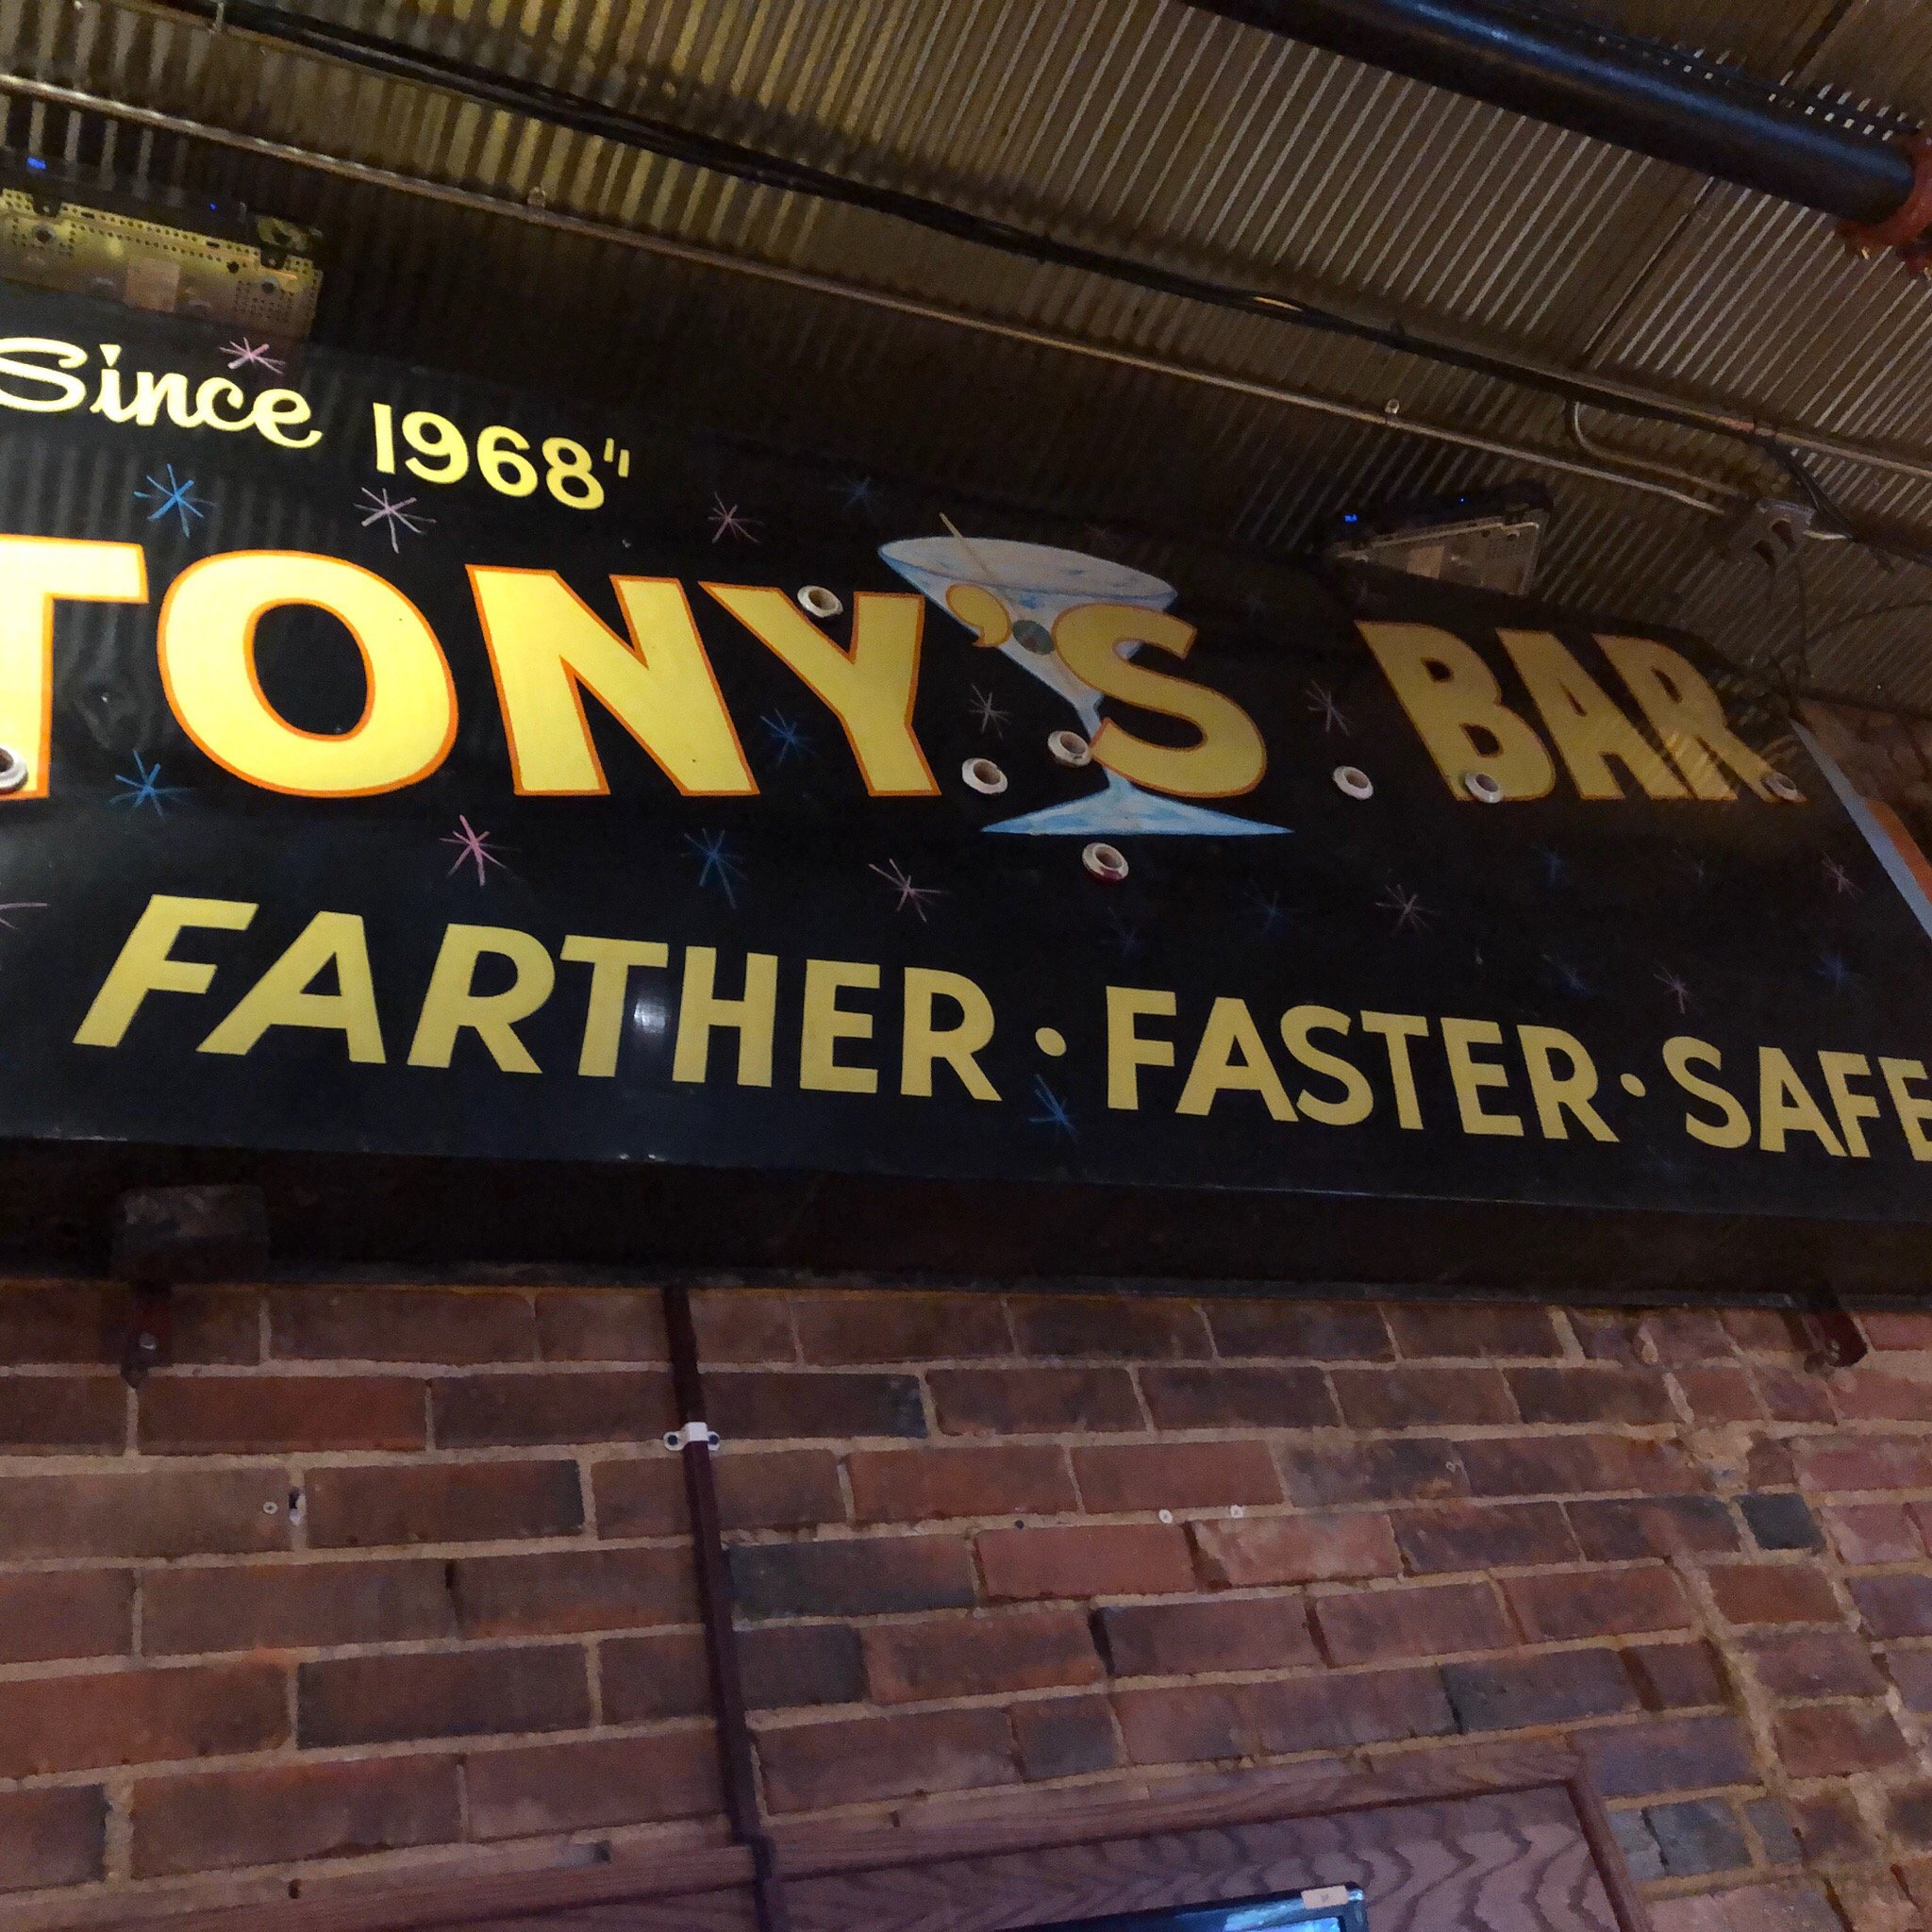 Since 1968"
TONY'S BAR
FARTHER · FASTER · SAFE